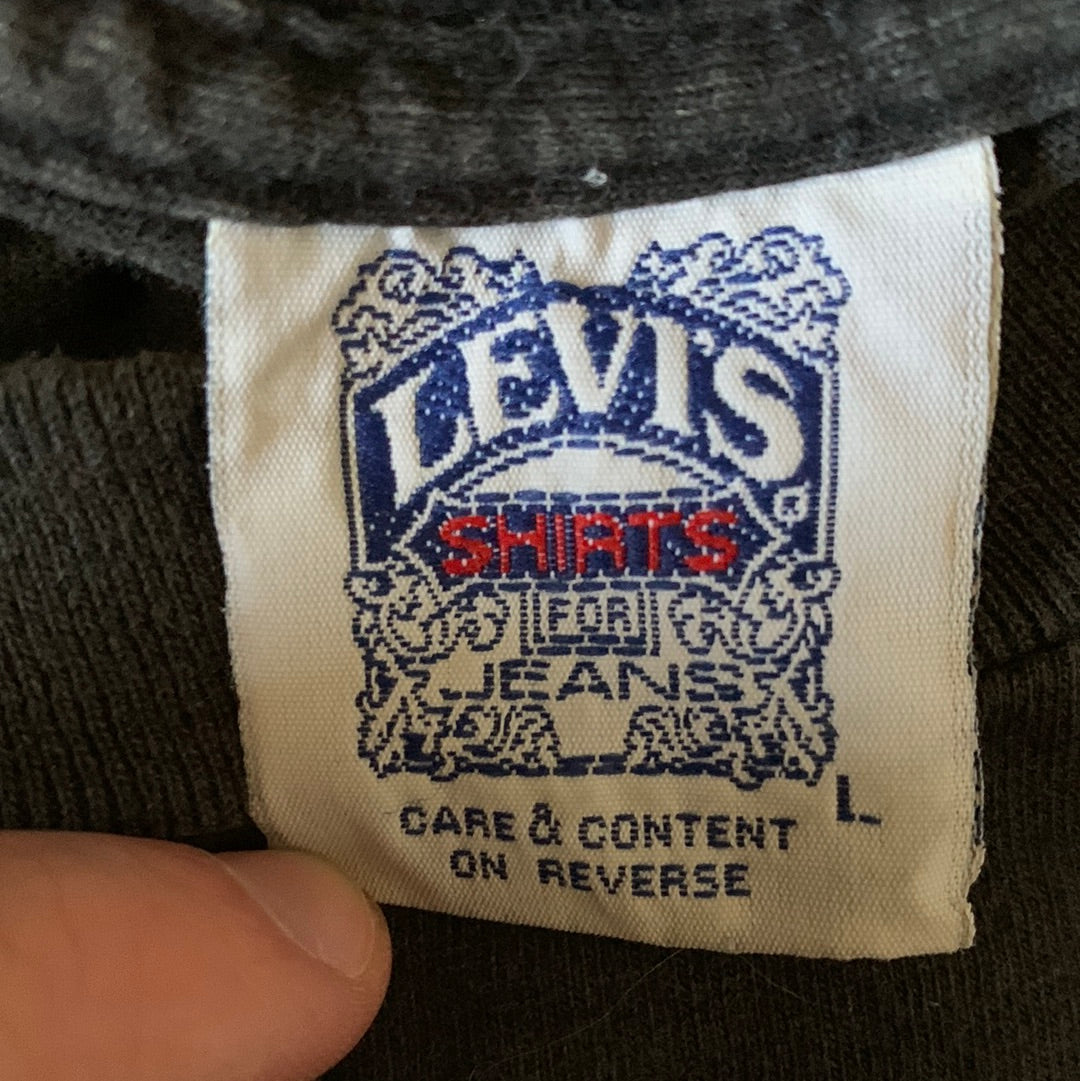 LEVI'S
®
SHIRTS
FOR
JEANS
L
CARE & CONTENT
ON REVERSE